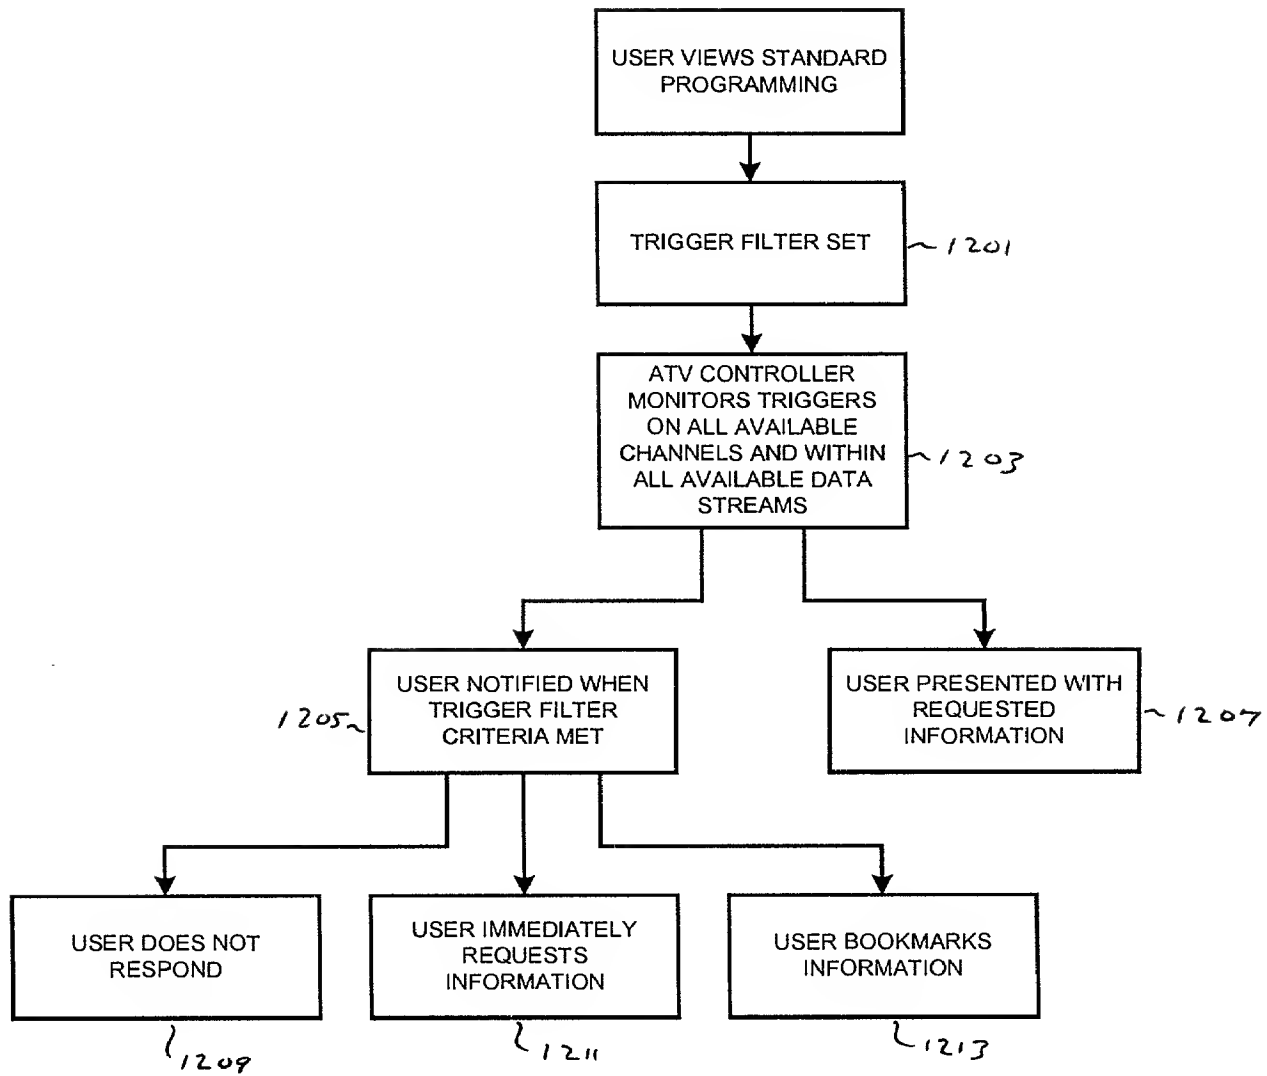 USER VIEWS STANDARD
PROGRAMMING
TRIGGER FILTER SET
1201
ATV CONTROLLER
MONITORS TRIGGERS
ON ALL AVAILABLE
CHANNELS AND WITHIN
ALL AVAILABLE DATA
STREAMS
1203
USER NOTIFIED WHEN
TRIGGER FILTER
CRITERIA MET
1205
USER PRESENTED WITH
REQUESTED
INFORMATION
1207
USER DOES NOT
RESPOND
1209
USER IMMEDIATELY
REQUESTS
INFORMATION
1211
USER BOOKMARKS
INFORMATION
1213